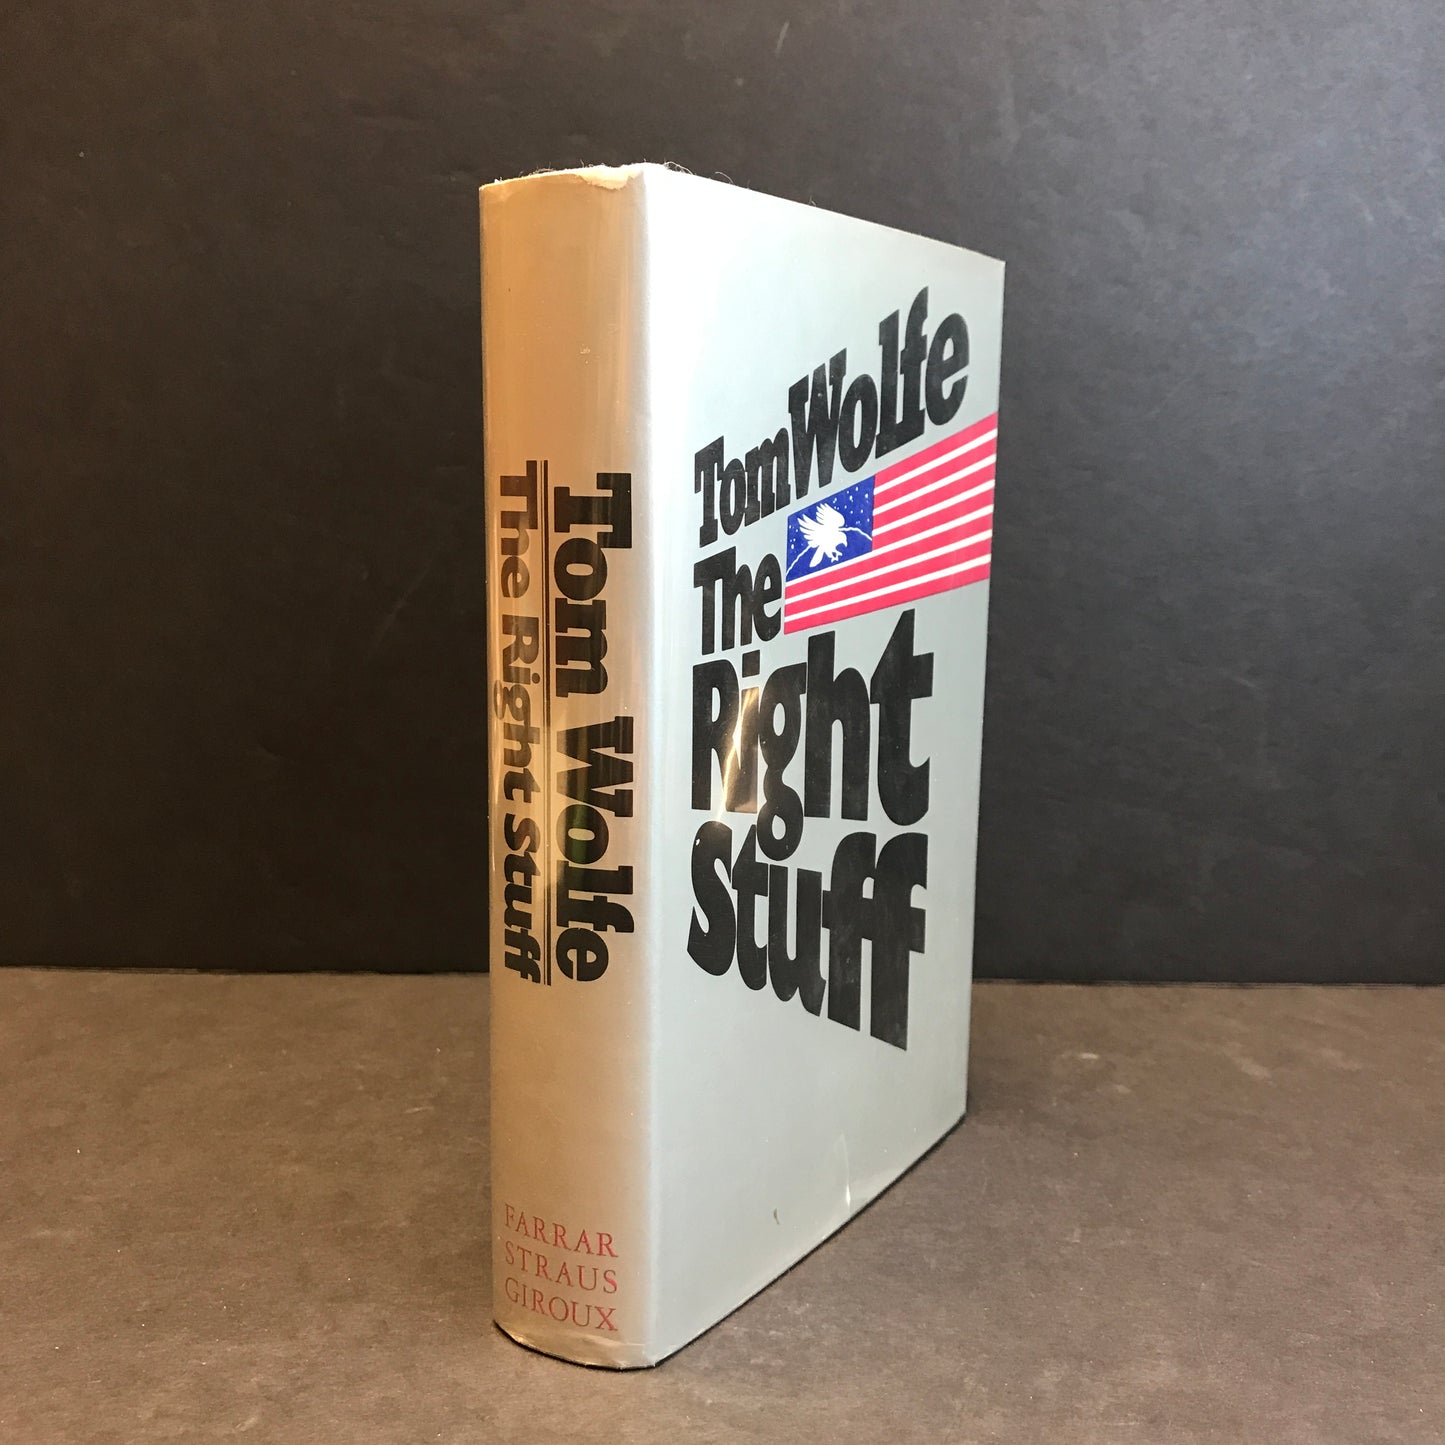 Tom Wolfe
The Right Stuff
FARRAR
STRAUS
GIROUX
Tom Wolfe
The
Right
Stuff